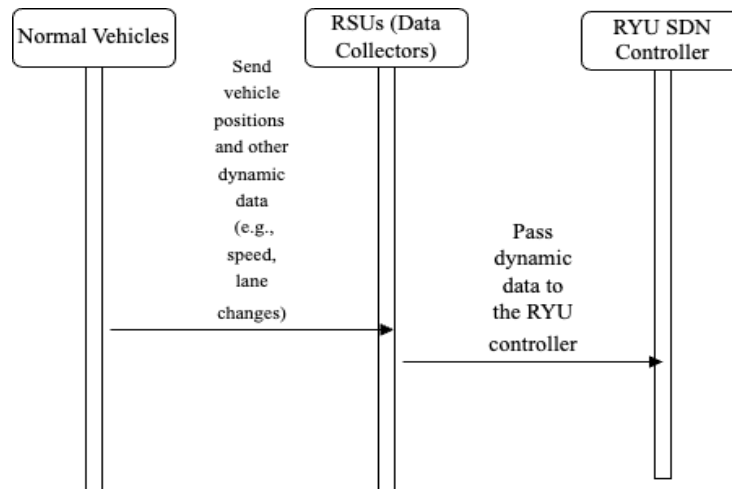 Normal Vehicles
RSUs (Data
Collectors)
RYU SDN
Controller
Send
vehicle
positions
and other
dynamic
data
(e.g.,
speed,
lane
changes)
Pass
dynamic
data to
the RYU
controller